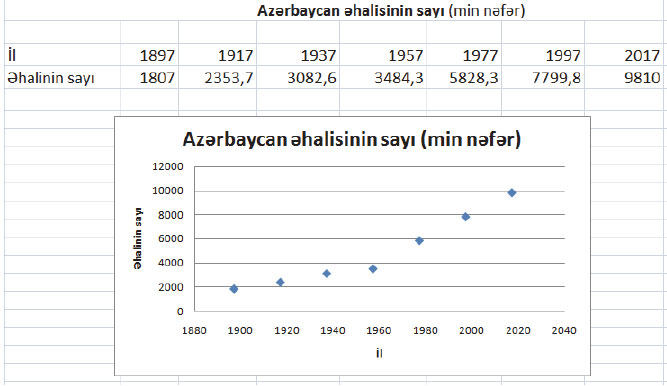 Azərbaycan əhalisinin sayı (min nəfər)
İl 1897 1917 1937 1957 1977 1997 2017
Əhalinin sayı 1807 2353,7 3082,6 3484,3 5828,3 7799,8 9810
Azərbaycan əhalisinin sayı (min nəfər)
12000
10000
8000
6000
4000
2000
0
Əhalinin sayı
1880 1900 1920 1940 1960 1980 2000 2020 2040
İl